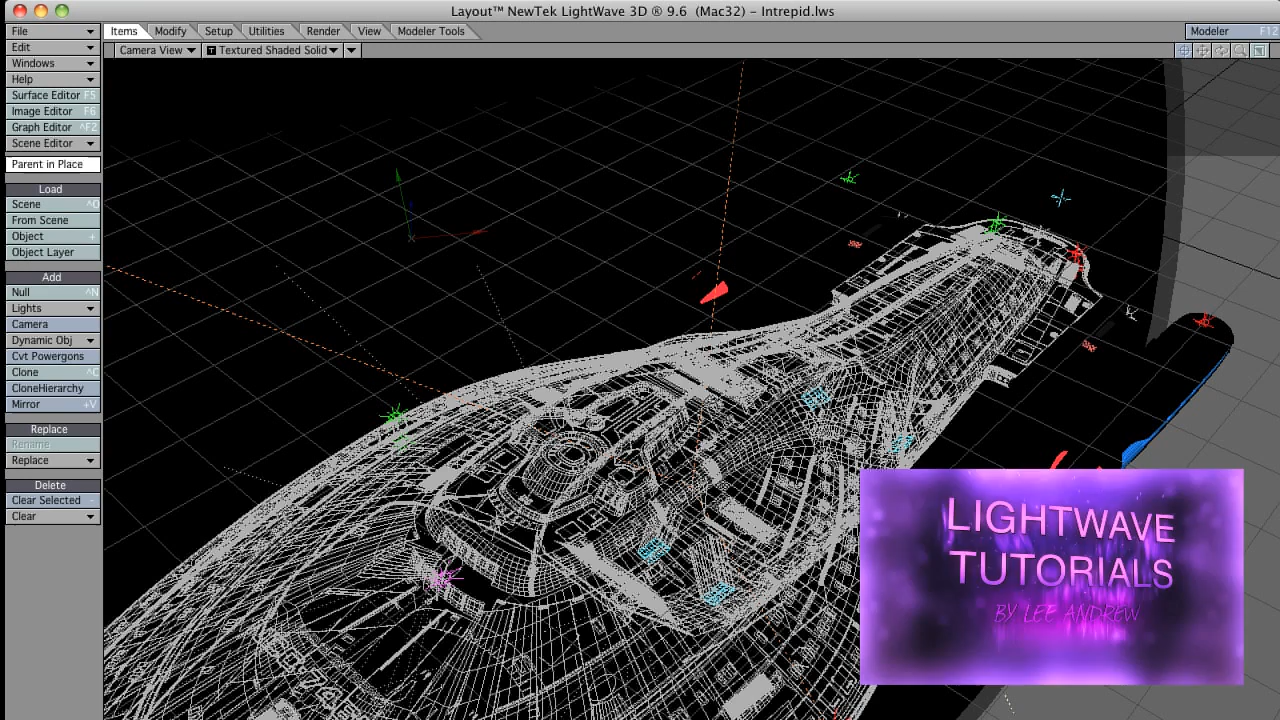 Layout™ NewTek LightWave 3D ® 9.6 (Mac32) – Intrepid.lws
File
Items Modify Setup Utilities Render View Modeler Tools
Modeler F12
Edit
Camera View T Textured Shaded Solid
Windows
Help
Surface Editor F5
Image Editor F6
Graph Editor ^F2
Scene Editor
Parent in Place
Load
Scene ^O
From Scene
Object +
Object Layer
Add
Null ^N
Lights
Camera
Dynamic Obj
Cvt Powergons
Clone ^C
CloneHierarchy
Mirror +V
Replace
Rename
Replace
Delete
Clear Selected -
Clear
LIGHTWAVE
TUTORIALS
BY LEE ANDREW